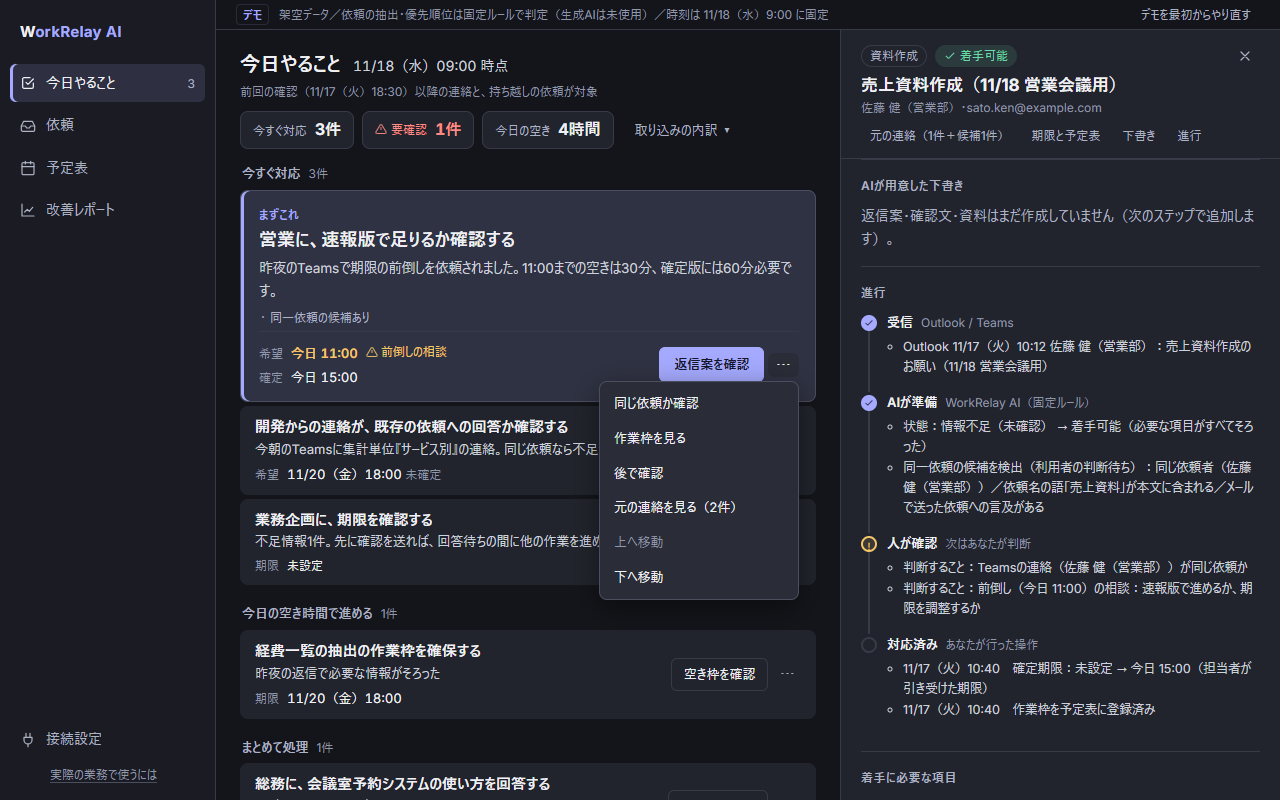 WorkRelay AI
今日やること 3
依頼
予定表
改善レポート
接続設定
実際の業務で使うには
デモ 架空データ／依頼の抽出・優先順位は固定ルールで判定（生成AIは未使用）／時刻は 11/18（水）9:00 に固定
デモを最初からやり直す
今日やること 11/18（水）09:00 時点
前回の確認（11/17（火）18:30）以降の連絡と、持ち越しの依頼が対象
今すぐ対応 3件
要確認 1件
今日の空き 4時間
取り込みの内訳 ▼
今すぐ対応 3件
まずこれ
営業に、速報版で足りるか確認する
昨夜のTeamsで期限の前倒しを依頼されました。11:00までの空きは30分、確定版には60分必要で
す。
・ 同一依頼の候補あり
希望 今日 11:00 前倒しの相談
確定 今日 15:00
返信案を確認
同じ依頼か確認
作業枠を見る
後で確認
元の連絡を見る（2件）
上へ移動
下へ移動
開発からの連絡が、既存の依頼への回答か確認する
今朝のTeamsに集計単位『サービス別』の連絡。同じ依頼なら不足
希望 11/20（金）18:00 未確定
業務企画に、期限を確認する
不足情報1件。先に確認を送れば、回答待ちの間に他の作業を進め
期限 未設定
今日の空き時間で進める 1件
経費一覧の抽出の作業枠を確保する
昨夜の返信で必要な情報がそろった
期限 11/20（金）18:00
空き枠を確認
まとめて処理 1件
総務に、会議室予約システムの使い方を回答する
資料作成 着手可能
売上資料作成（11/18 営業会議用）
佐藤 健（営業部）・sato.ken@example.com
元の連絡（1件＋候補1件） 期限と予定表 下書き 進行
AIが用意した下書き
返信案・確認文・資料はまだ作成していません（次のステップで追加しま
す）。
進行
受信 Outlook / Teams
Outlook 11/17（火）10:12 佐藤 健（営業部）：売上資料作成の
お願い（11/18 営業会議用）
AIが準備 WorkRelay AI（固定ルール）
状態：情報不足（未確認） → 着手可能（必要な項目がすべてそろ
った）
同一依頼の候補を検出（利用者の判断待ち）：同じ依頼者（佐藤
健（営業部））／依頼名の語「売上資料」が本文に含まれる／メール
で送った依頼への言及がある
人が確認 次はあなたが判断
判断すること：Teamsの連絡（佐藤 健（営業部））が同じ依頼か
判断すること：前倒し（今日 11:00）の相談：速報版で進めるか、期
限を調整するか
対応済み あなたが行った操作
11/17（火）10:40 確定期限：未設定 → 今日 15:00（担当者が
引き受けた期限）
11/17（火）10:40 作業枠を予定表に登録済み
着手に必要な項目